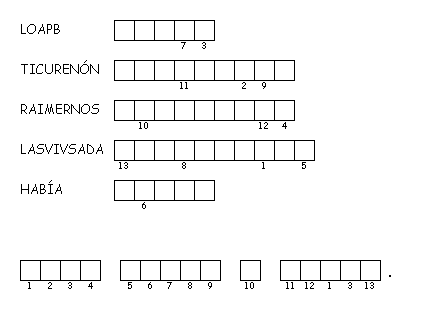 LOAPB
7 3
TICURENÓN
11 2 9
RAIMERNOS
10 12 4
LASVIVSADA
13 8 1 5
HABÍA
6
1 2 3 4 5 6 7 8 9 10 11 12 1 3 13 .